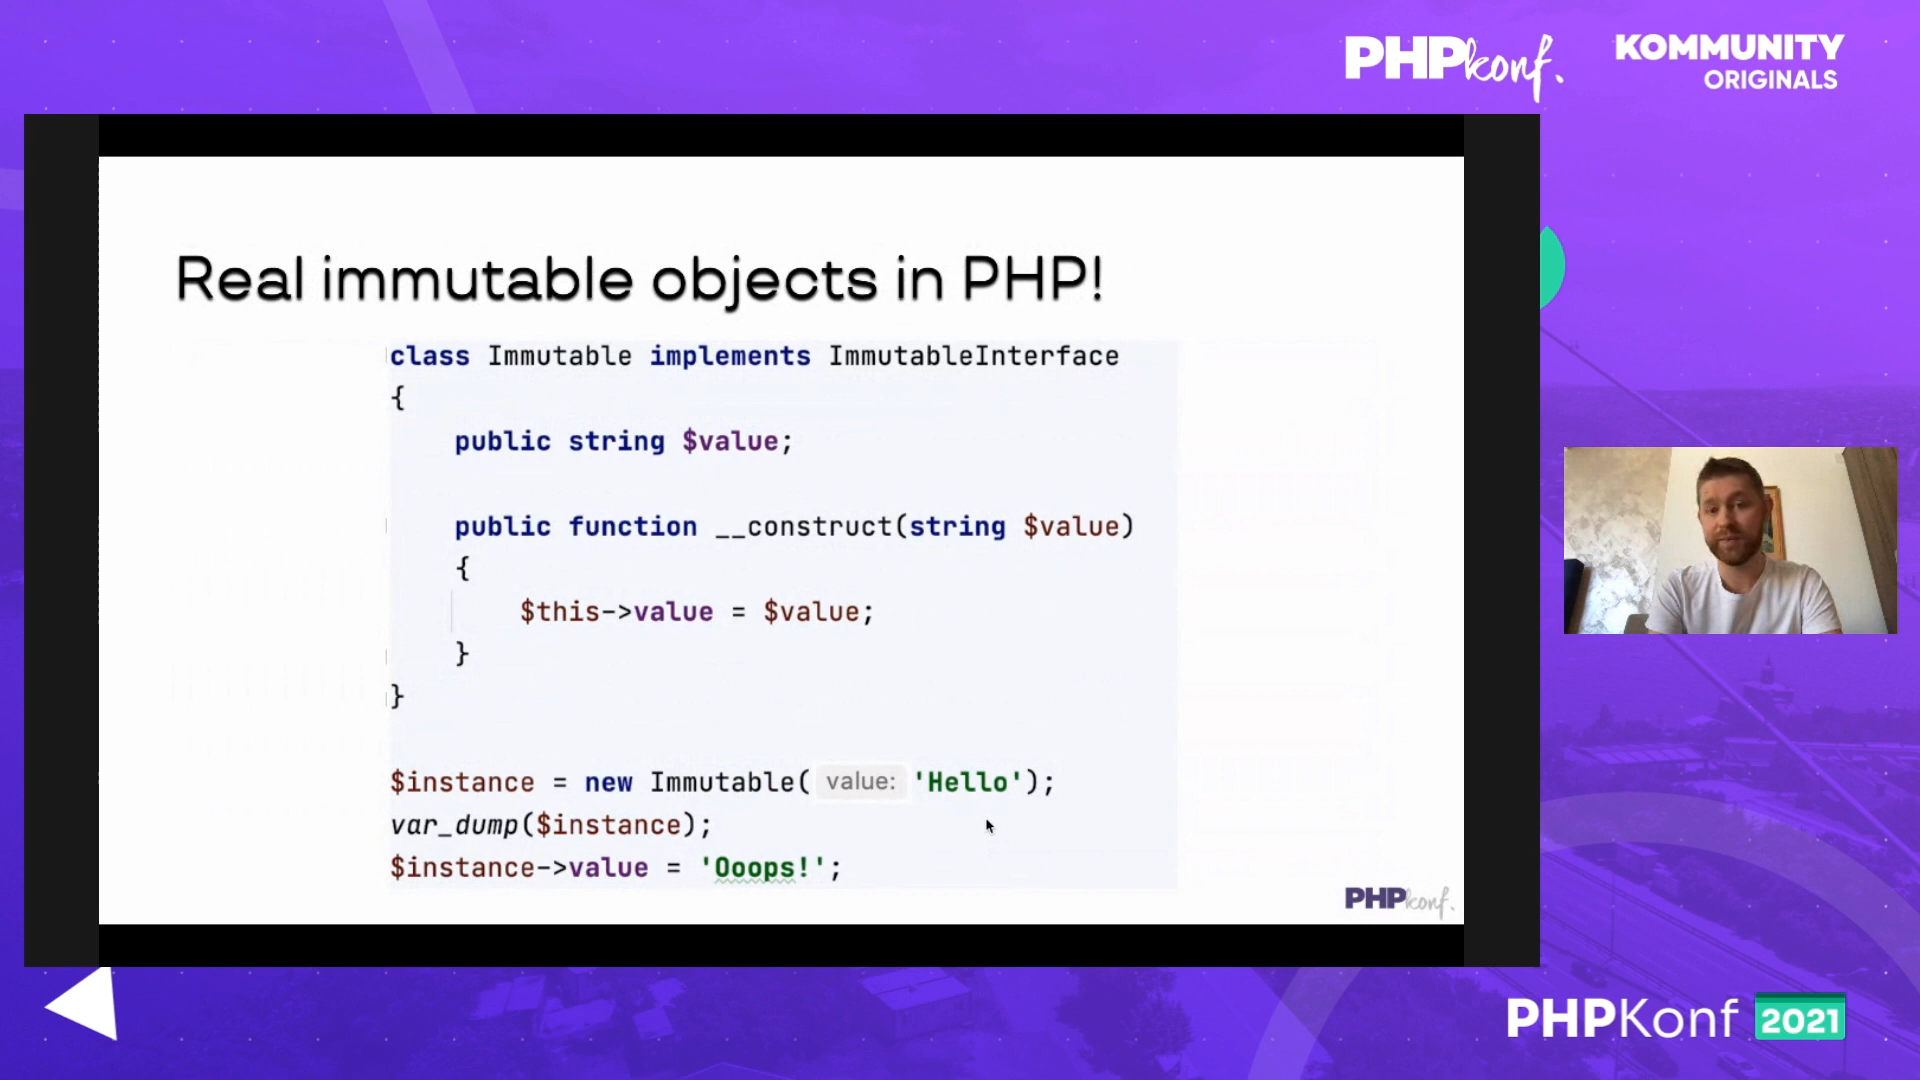 PHPkonf.
KOMMUNITY
ORIGINALS
Real immutable objects in PHP!
class Immutable implements ImmutableInterface
{
public string $value;
public function __construct(string $value)
{
$this->value = $value;
}
}
$instance = new Immutable( value: 'Hello');
var_dump($instance);
$instance->value = 'Ooops!';
PHPkonf.
PHPKonf 2021